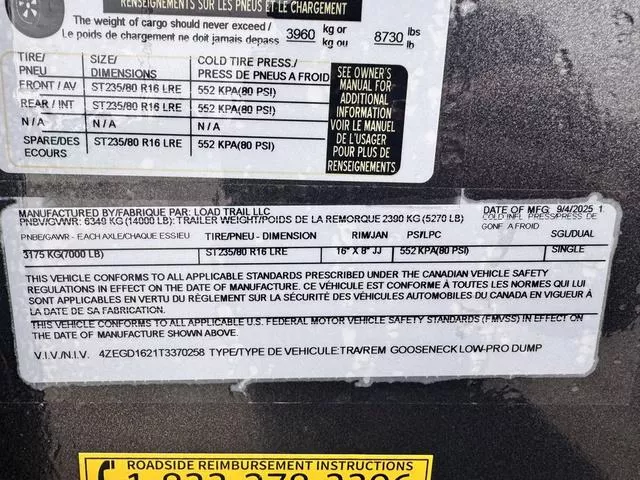 RENSEIGNEMENTS SUR LES PNEUS ET LE CHARGEMENT
The weight of cargo should never exceed / 3960 kg or 8730 lbs
Le poids de chargement ne doit jamais depass kg ou lb
TIRE/ SIZE/ COLD TIRE PRESS./
PNEU DIMENSIONS PRESS DE PNEUS A FROID
FRONT / AV ST235/80 R16 LRE 552 KPA(80 PSI)
REAR / INT ST235/80 R16 LRE 552 KPA(80 PSI)
N / A N / A N / A
SPARE/DES ECOURS ST235/80 R16 LRE 552 KPA(80 PSI)
SEE OWNER'S
MANUAL FOR
ADDITIONAL
INFORMATION
VOIR LE MANUEL
DE L'USAGER
POUR PLUS DE
RENSEIGNEMENTS
MANUFACTURED BY/FABRIQUE PAR: LOAD TRAIL LLC DATE OF MFG. 9/4/2025 1
PNBV/GVWR: 6340 KG (14000 LB): TRAILER WEIGHT/POIDS DE LA REMORQUE 2390 KG (5270 LB) COLD INFL PRESS/PRESS DE
GONF A FROID
PNBE/GAWR - EACH AXLE/CHAQUE ESSIEU TIRE/PNEU - DIMENSION RIM/JAN PSI/LPC SGL/DUAL
3175 KG(7000 LB) ST235/80 R16 LRE 16" X 8" JJ 552 KPA(80 PSI) SINGLE
THIS VEHICLE CONFORMS TO ALL APPLICABLE STANDARDS PRESCRIBED UNDER THE CANADIAN VEHICLE SAFETY
REGULATIONS IN EFFECT ON THE DATE OF MANUFACTURE. CE VÉHICULE EST CONFORME À TOUTES LES NORMES QUI LUI
SONT APPLICABLES EN VERTU DU RÈGLEMENT SUR LA SÉCURITÉ DES VÉHICULES AUTOMOBILES DU CANADA EN VIGUEUR À
LA DATE DE SA FABRICATION.
THIS VEHICLE CONFORMS TO ALL APPLICABLE U.S. FEDERAL MOTOR VEHICLE SAFETY STANDARDS (FMVSS) IN EFFECT ON
THE DATE OF MANUFACTURE SHOWN ABOVE.
V.I.V./N.I.V. 4ZEGD1621T3370258 TYPE/TYPE DE VEHICULE:TRA/REM GOOSENECK LOW-PRO DUMP
ROADSIDE REIMBURSEMENT INSTRUCTIONS
1-833-378-3206